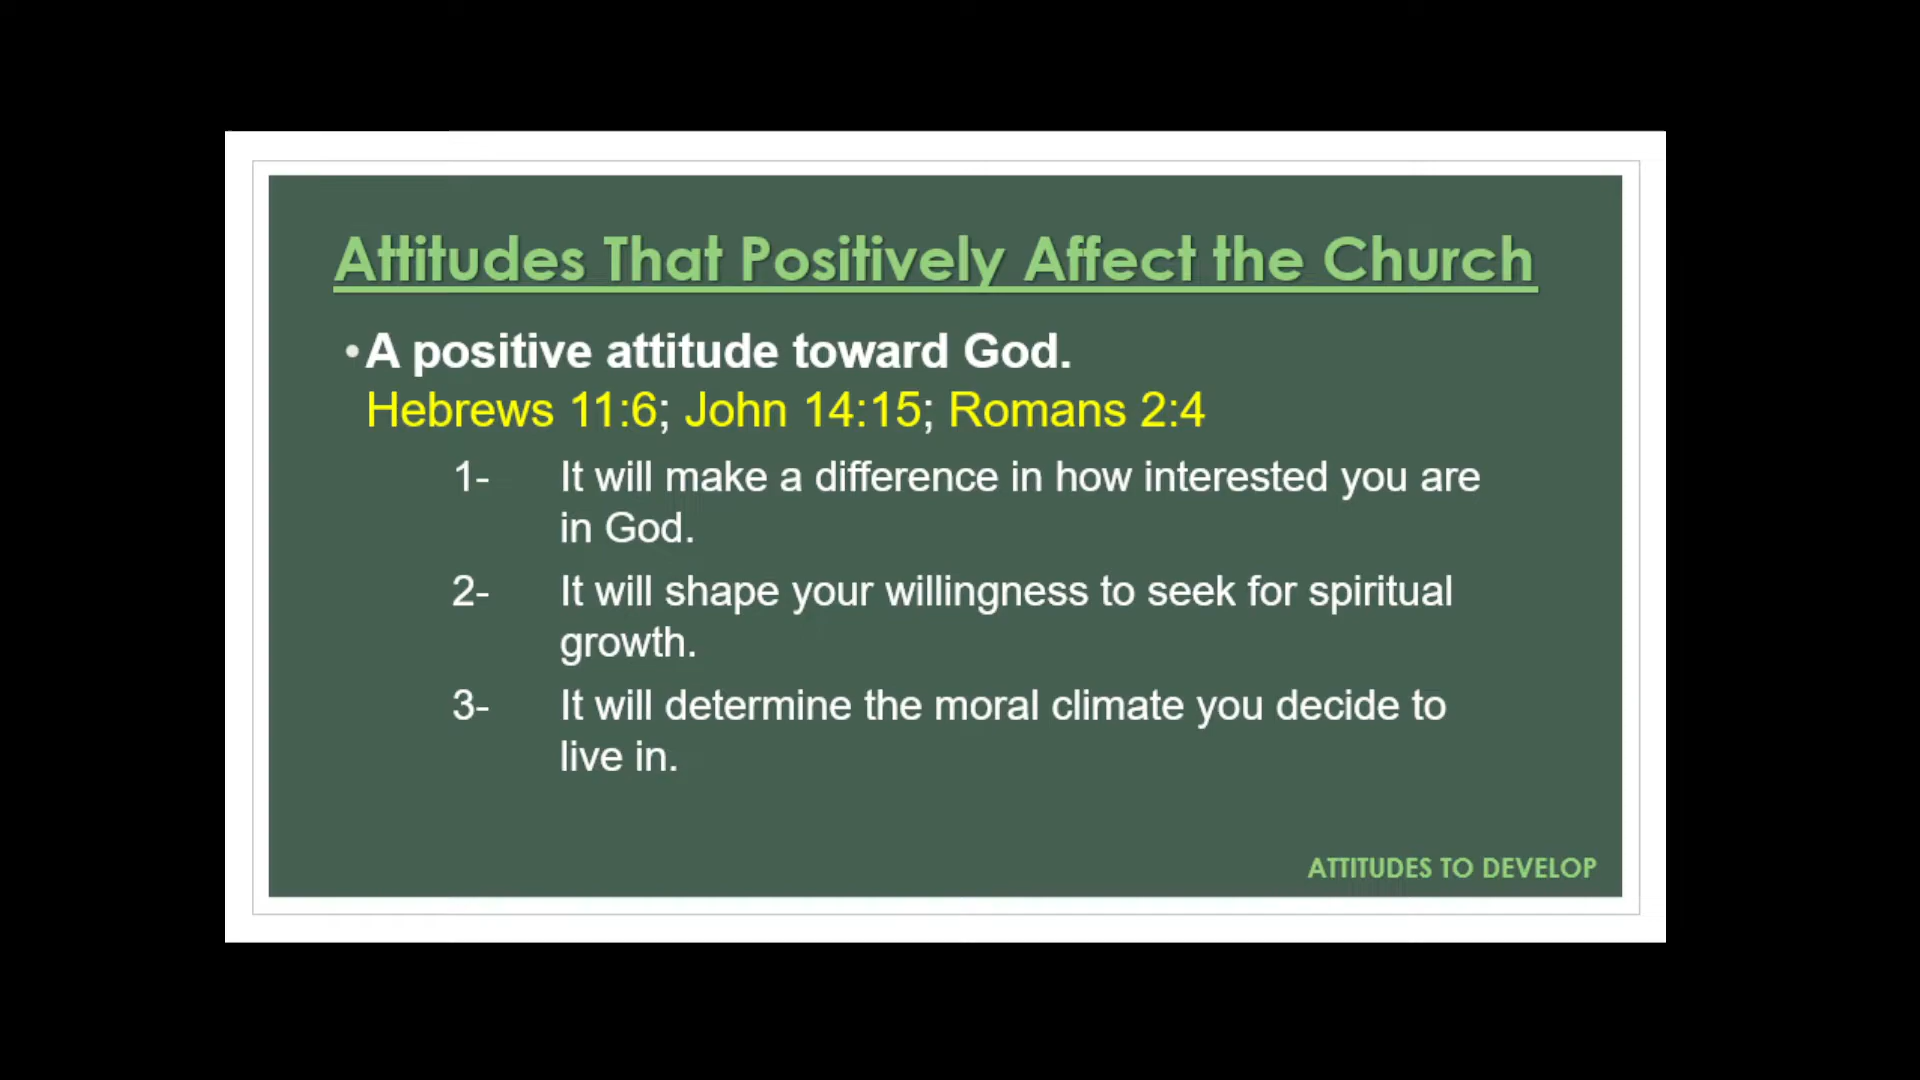 Attitudes That Positively Affect the Church
• A positive attitude toward God.
Hebrews 11:6; John 14:15; Romans 2:4
1- It will make a difference in how interested you are
in God.
2- It will shape your willingness to seek for spiritual
growth.
3- It will determine the moral climate you decide to
live in.
ATTITUDES TO DEVELOP